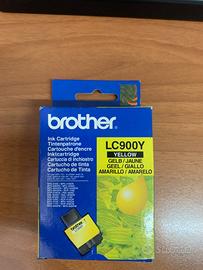 brother
Ink Cartridge
Tintenpatrone
Cartouche d'encre
Inktcartridge
Cartuccia di inchiostro
Cartucho de tinta
Cartucho de tinta
LC900Y
YELLOW
GELB / JAUNE
GEEL / GIALLO
AMARILLO / AMARELO